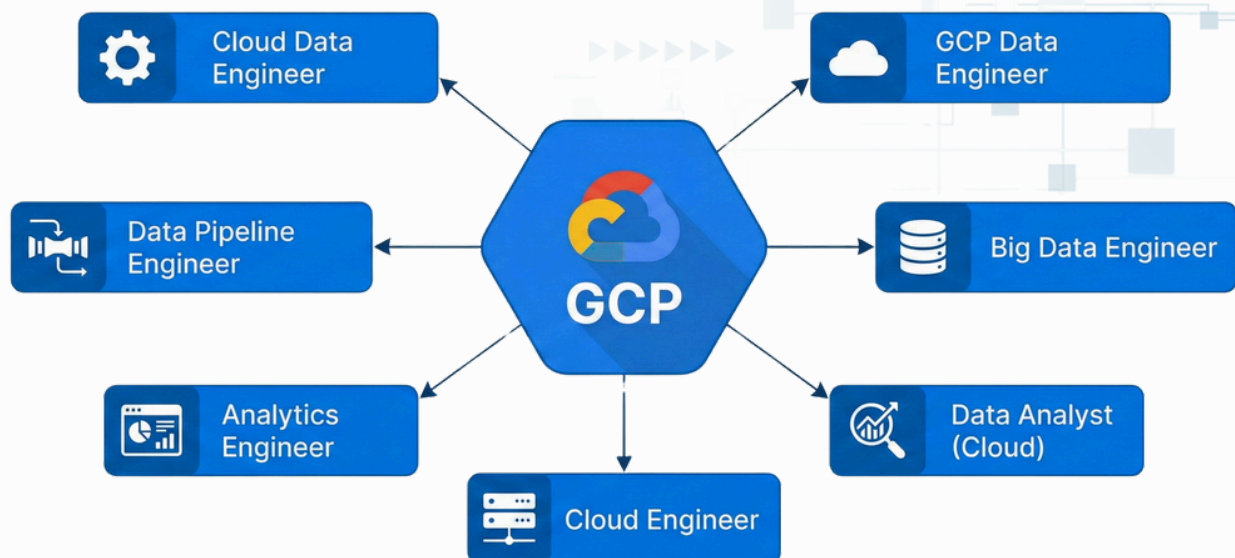 Cloud Data
Engineer
GCP Data
Engineer
Data Pipeline
Engineer
GCP
Big Data Engineer
Analytics
Engineer
Data Analyst
(Cloud)
Cloud Engineer